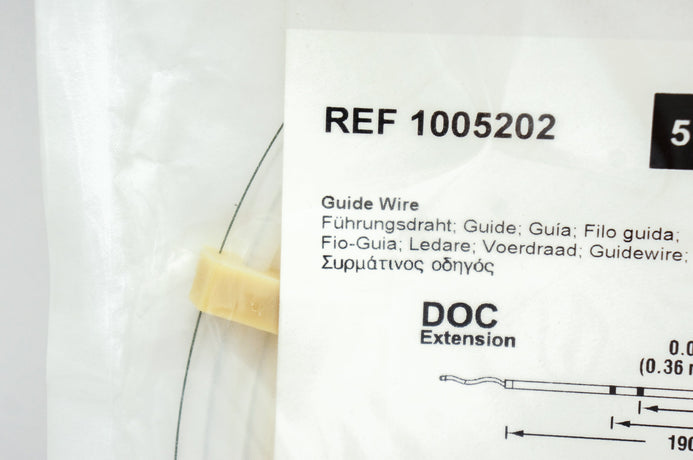 REF 1005202
5
Guide Wire
Führungsdraht; Guide; Guía; Filo guida;
Fio-Guia; Ledare; Voerdraad; Guidewire;
Συρμάτινος οδηγός
DOC
Extension
0.0
(0.36
190